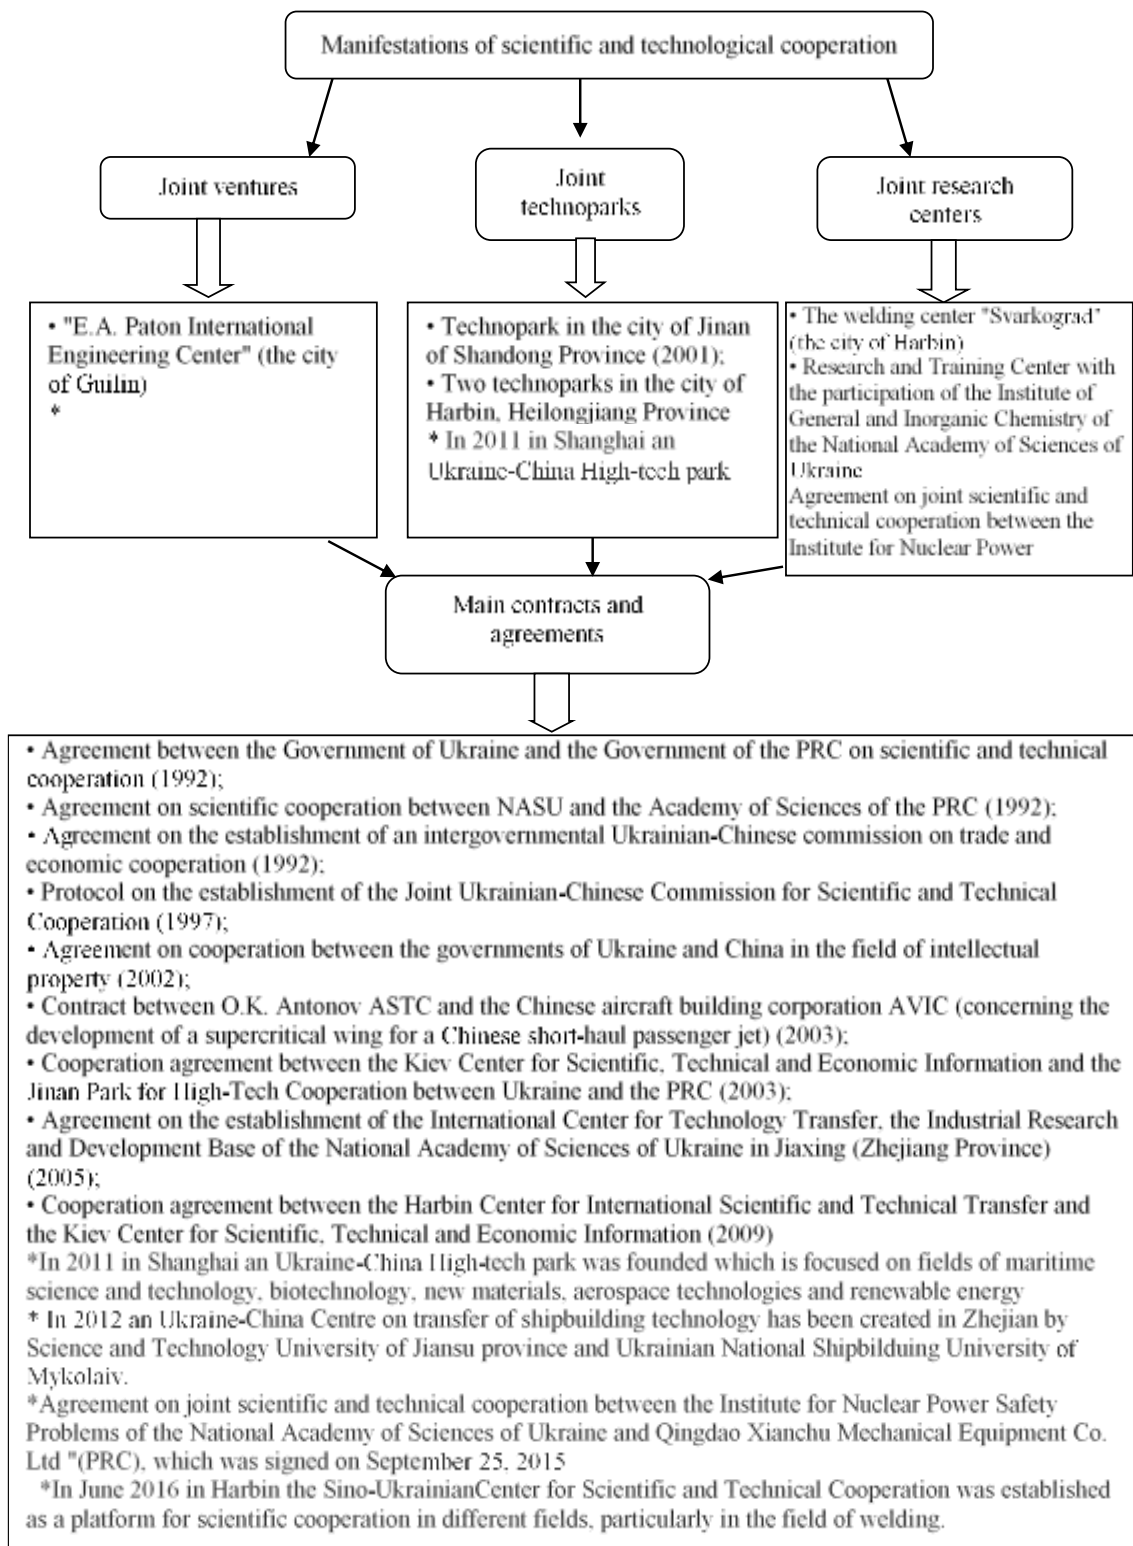 Manifestations of scientific and technological cooperation
Joint ventures
Joint
technoparks
Joint research
centers
• "E.A. Paton International
Engineering Center" (the city
of Guilin)
*
• Technopark in the city of Jinan
of Shandong Province (2001);
• Two technoparks in the city of
Harbin, Heilongjiang Province
* In 2011 in Shanghai an
Ukraine-China High-tech park
• The welding center "Svarkograd"
(the city of Harbin)
• Research and Training Center with
the participation of the Institute of
General and Inorganic Chemistry of
the National Academy of Sciences of
Ukraine
Agreement on joint scientific and
technical cooperation between the
Institute for Nuclear Power
Main contracts and
agreements
• Agreement between the Government of Ukraine and the Government of the PRC on scientific and technical
cooperation (1992);
• Agreement on scientific cooperation between NASU and the Academy of Sciences of the PRC (1992);
• Agreement on the establishment of an intergovernmental Ukrainian-Chinese commission on trade and
economic cooperation (1992);
• Protocol on the establishment of the Joint Ukrainian-Chinese Commission for Scientific and Technical
Cooperation (1997);
• Agreement on cooperation between the governments of Ukraine and China in the field of intellectual
property (2002);
• Contract between O.K. Antonov ASTC and the Chinese aircraft building corporation AVIC (concerning the
development of a supercritical wing for a Chinese short-haul passenger jet) (2003);
• Cooperation agreement between the Kiev Center for Scientific, Technical and Economic Information and the
Jinan Park for High-Tech Cooperation between Ukraine and the PRC (2003);
• Agreement on the establishment of the International Center for Technology Transfer, the Industrial Research
and Development Base of the National Academy of Sciences of Ukraine in Jiaxing (Zhejiang Province)
(2005);
• Cooperation agreement between the Harbin Center for International Scientific and Technical Transfer and
the Kiev Center for Scientific, Technical and Economic Information (2009)
*In 2011 in Shanghai an Ukraine-China High-tech park was founded which is focused on fields of maritime
science and technology, biotechnology, new materials, aerospace technologies and renewable energy
* In 2012 an Ukraine-China Centre on transfer of shipbuilding technology has been created in Zhejian by
Science and Technology University of Jiansu province and Ukrainian National Shipbilduing University of
Mykolaiv.
*Agreement on joint scientific and technical cooperation between the Institute for Nuclear Power Safety
Problems of the National Academy of Sciences of Ukraine and Qingdao Xianchu Mechanical Equipment Co.
Ltd "(PRC), which was signed on September 25, 2015
*In June 2016 in Harbin the Sino-UkrainianCenter for Scientific and Technical Cooperation was established
as a platform for scientific cooperation in different fields, particularly in the field of welding.